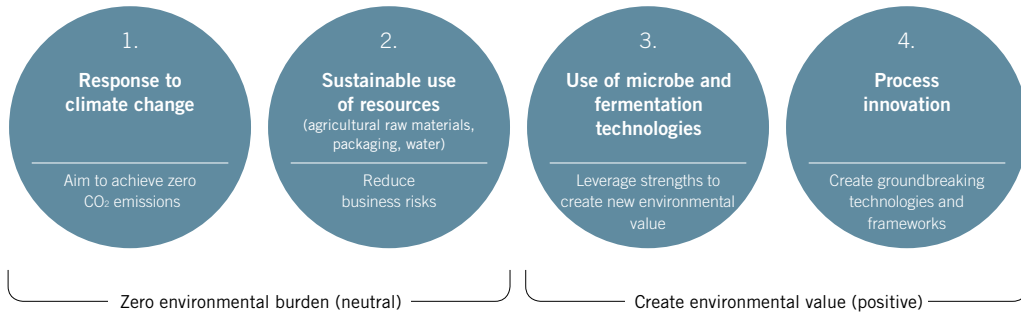 1.
Response to
climate change
Aim to achieve zero
CO₂ emissions
2.
Sustainable use
of resources
(agricultural raw materials,
packaging, water)
Reduce
business risks
3.
Use of microbe and
fermentation
technologies
Leverage strengths to
create new environmental
value
4.
Process
innovation
Create groundbreaking
technologies and
frameworks
Zero environmental burden (neutral)
Create environmental value (positive)